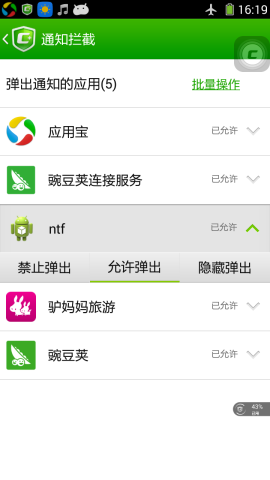 16:19
通知拦截
弹出通知的应用(5)
批量操作
应用宝
已允许
豌豆荚连接服务
已允许
ntf
已允许
禁止弹出
允许弹出
隐藏弹出
驴妈妈旅游
已允许
豌豆荚
已允许
43%